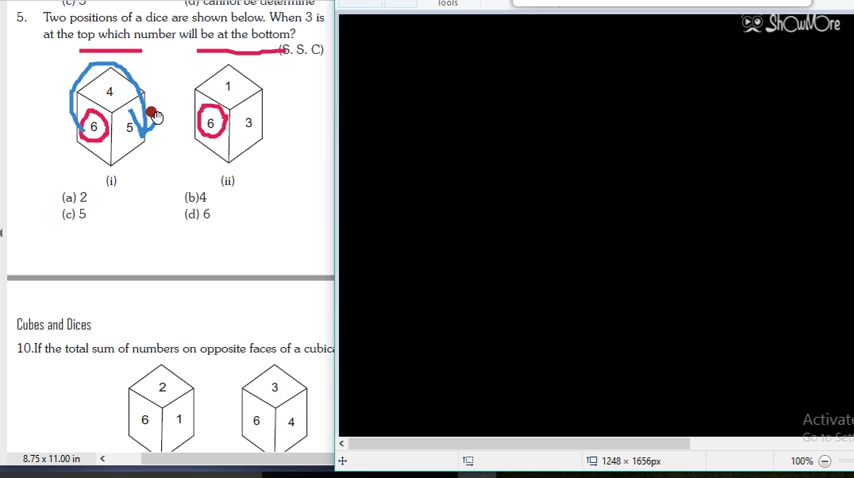 Tools
ShowMore
5. Two positions of a dice are shown below. When 3 is
at the top which number will be at the bottom?
(S. S. C)
4
6 5
1
6 3
(i) (ii)
(a) 2 (b)4
(c) 5 (d) 6
Cubes and Dices
10.If the total sum of numbers on opposite faces of a cubic
2
6 1
3
6 4
8.75 x 11.00 in
1248 × 1656px
100%
Activate